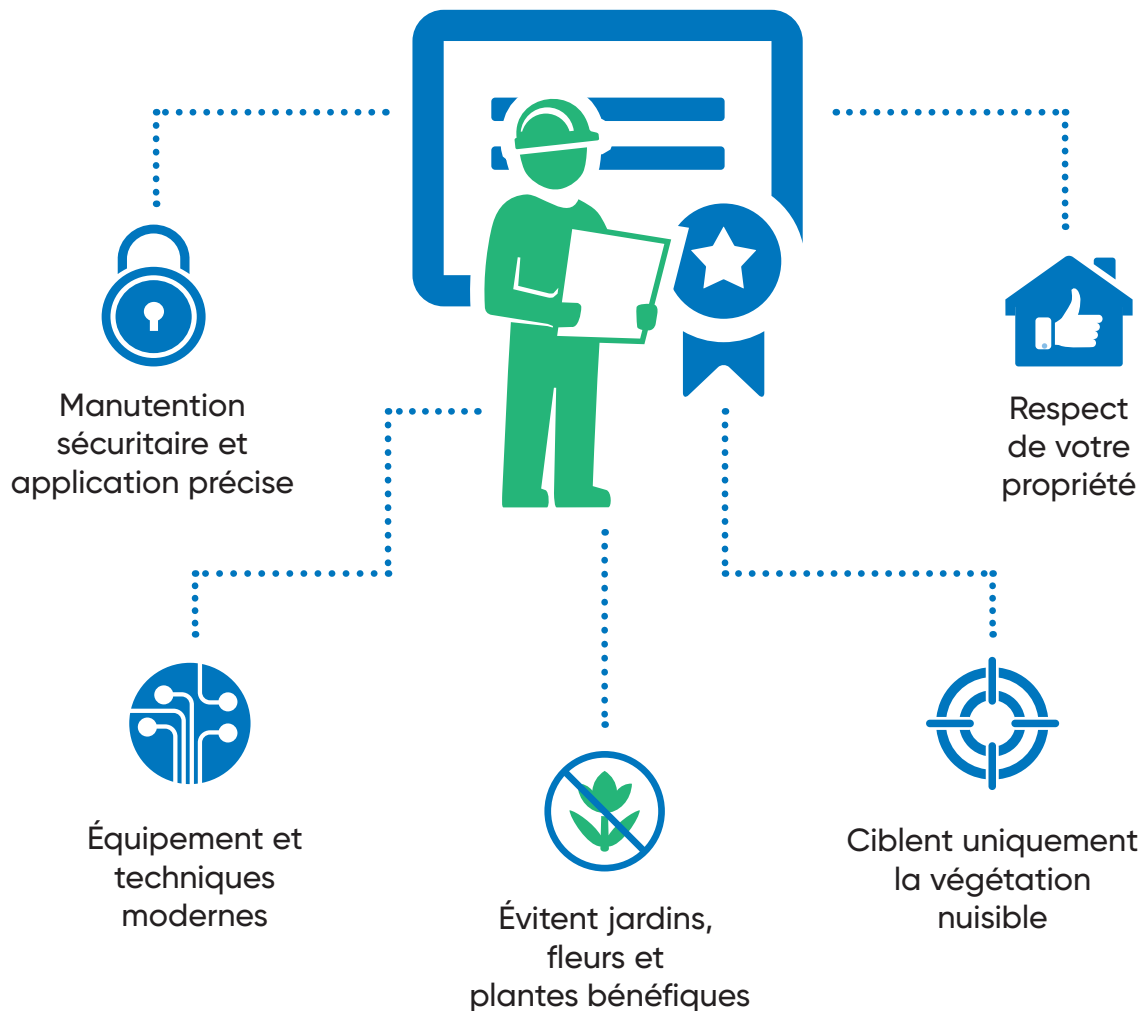 Manutention
sécuritaire et
application précise
Respect
de votre
propriété
Équipement et
techniques
modernes
Évitent jardins,
fleurs et
plantes bénéfiques
Ciblent uniquement
la végétation
nuisible